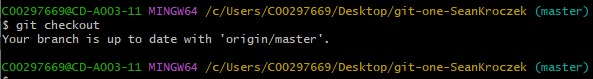 C00297669@CD-A003-11 MINGW64 /c/Users/C00297669/Desktop/git-one-SeanKroczek (master)
$ git checkout
Your branch is up to date with 'origin/master'.
C00297669@CD-A003-11 MINGW64 /c/Users/C00297669/Desktop/git-one-SeanKroczek (master)